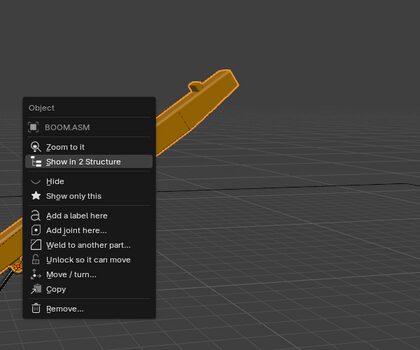 Object
BOOM.ASM
Zoom to it
Show in 2 Structure
Hide
Show only this
Add a label here
Add joint here...
Weld to another part...
Unlock so it can move
Move / turn...
Copy
Remove...